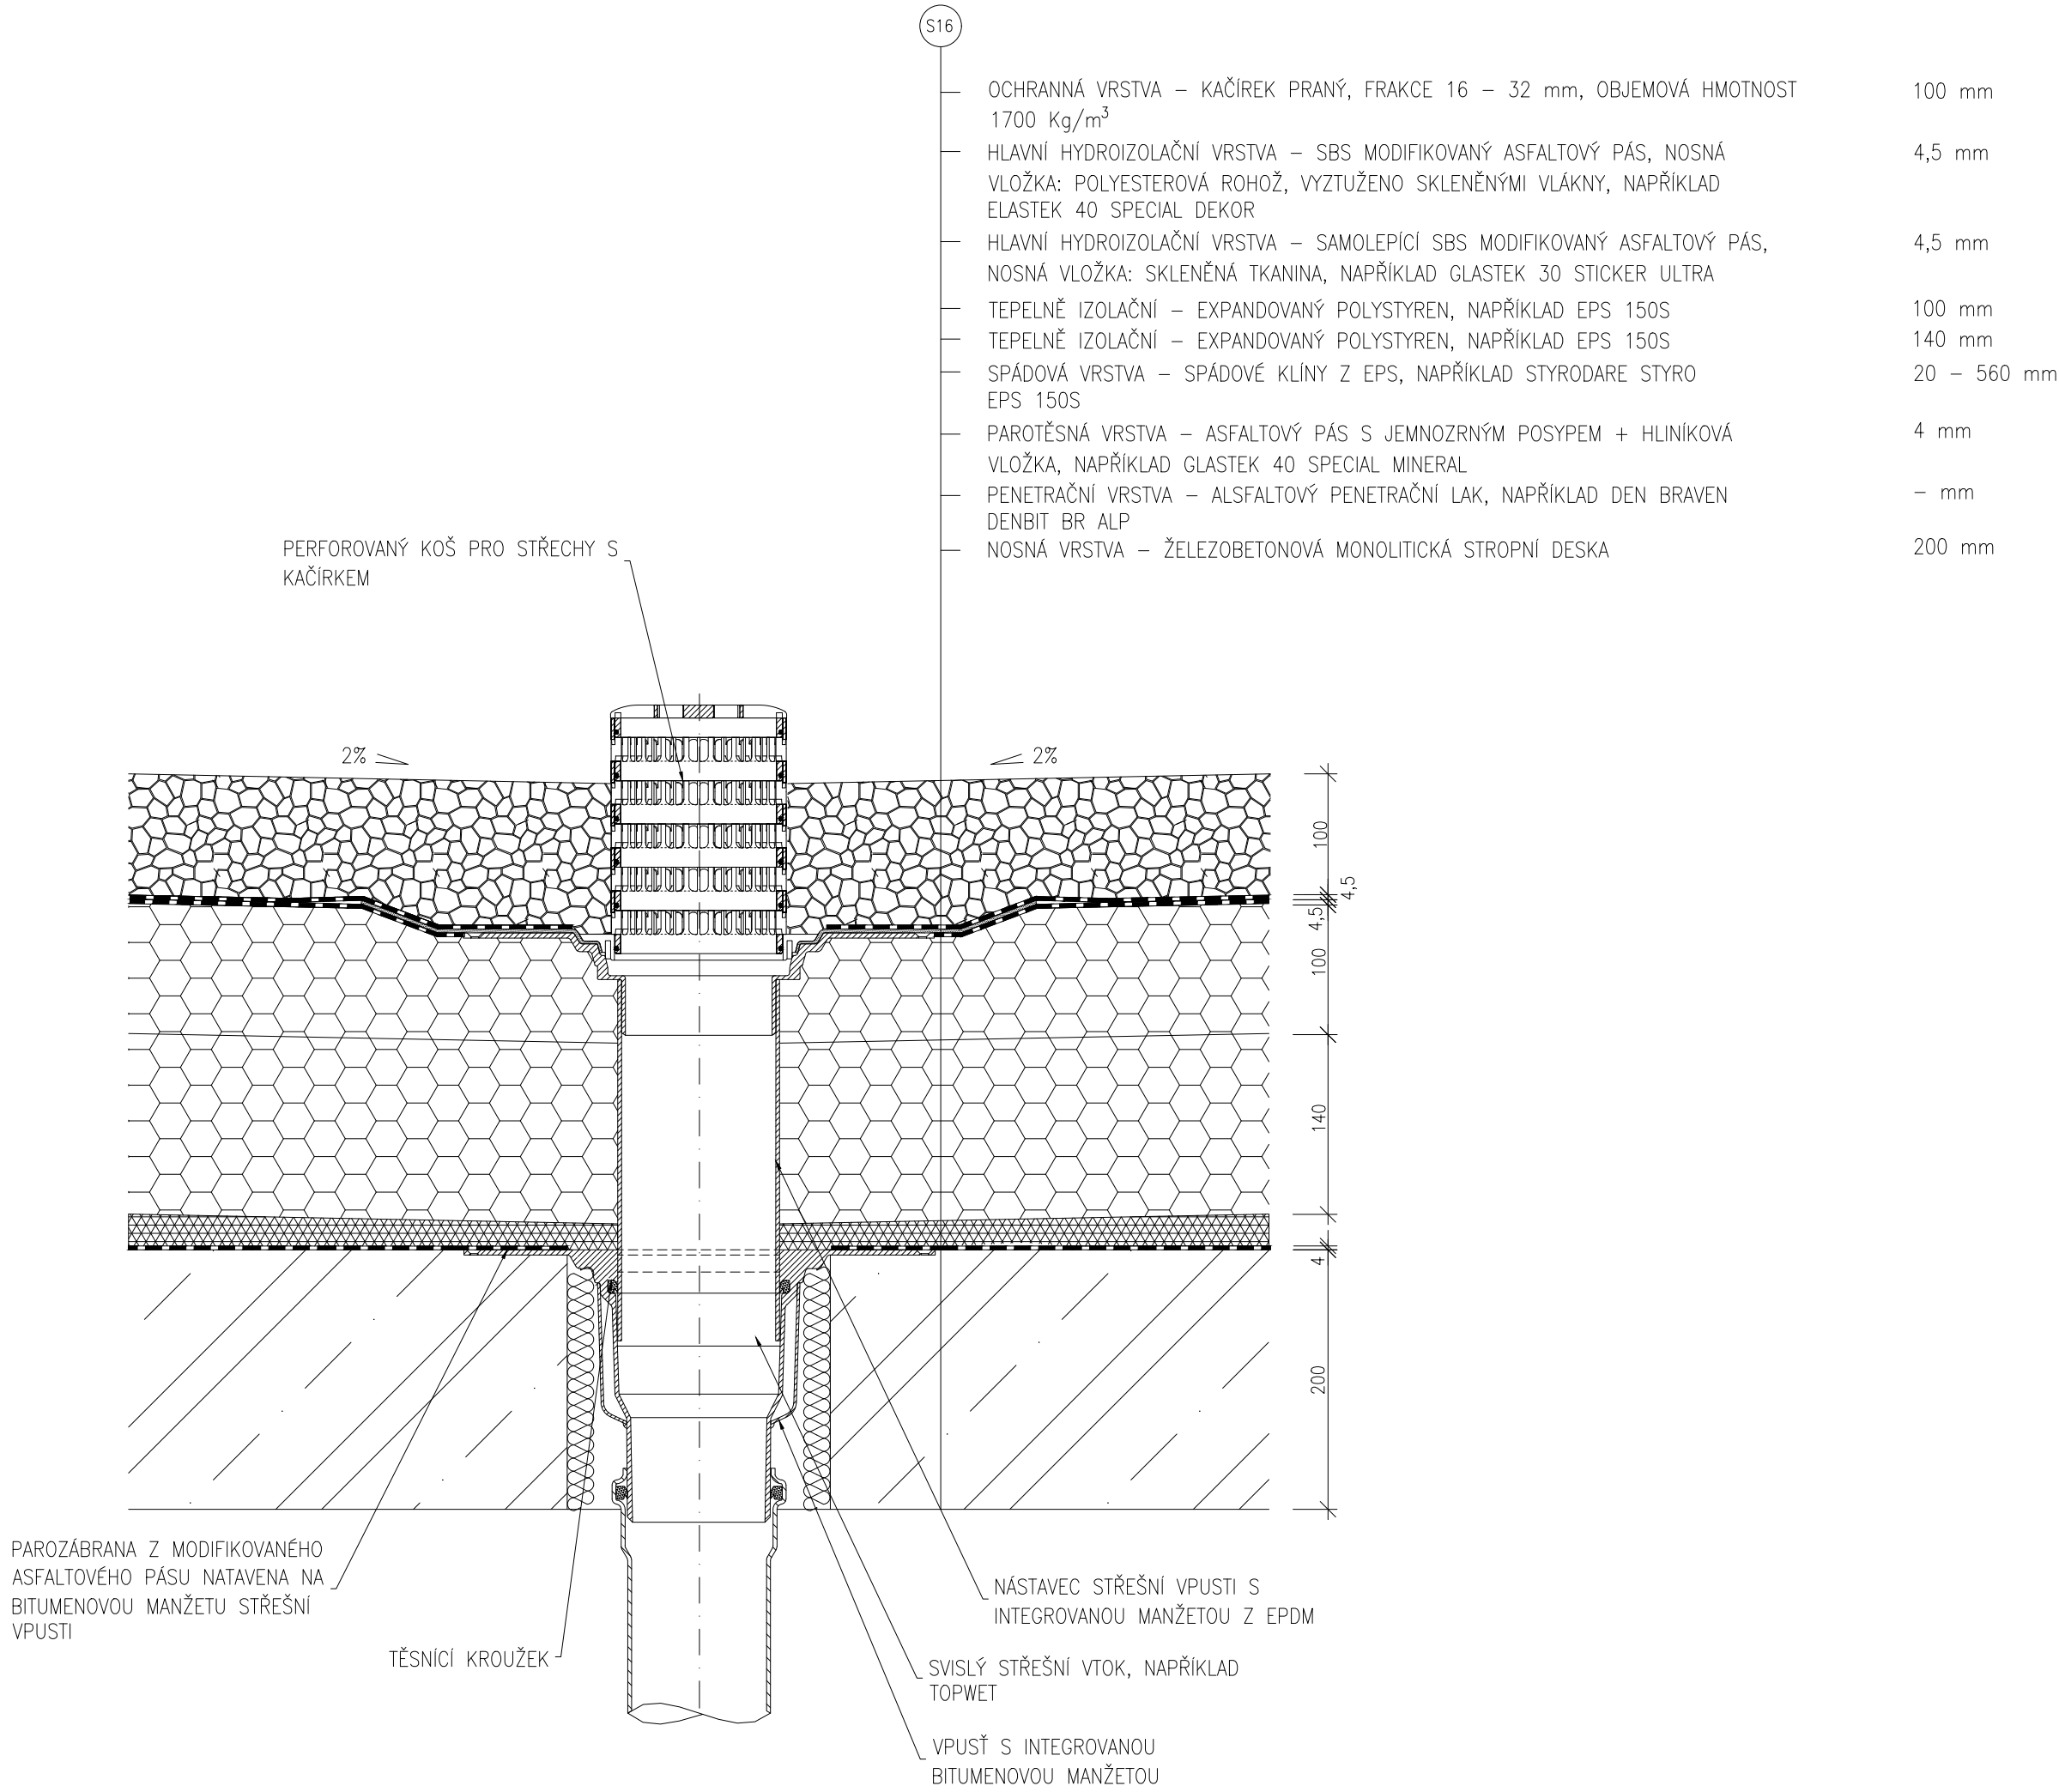 S16
OCHRANNÁ VRSTVA – KAČÍREK PRANÝ, FRAKCE 16 – 32 mm, OBJEMOVÁ HMOTNOST 100 mm
1700 Kg/m³
HLAVNÍ HYDROIZOLAČNÍ VRSTVA – SBS MODIFIKOVANÝ ASFALTOVÝ PÁS, NOSNÁ 4,5 mm
VLOŽKA: POLYESTEROVÁ ROHOŽ, VYZTUŽENO SKLENĚNÝMI VLÁKNY, NAPŘÍKLAD
ELASTEK 40 SPECIAL DEKOR
HLAVNÍ HYDROIZOLAČNÍ VRSTVA – SAMOLEPÍCÍ SBS MODIFIKOVANÝ ASFALTOVÝ PÁS, 4,5 mm
NOSNÁ VLOŽKA: SKLENĚNÁ TKANINA, NAPŘÍKLAD GLASTEK 30 STICKER ULTRA
TEPELNĚ IZOLAČNÍ – EXPANDOVANÝ POLYSTYREN, NAPŘÍKLAD EPS 150S 100 mm
TEPELNĚ IZOLAČNÍ – EXPANDOVANÝ POLYSTYREN, NAPŘÍKLAD EPS 150S 140 mm
SPÁDOVÁ VRSTVA – SPÁDOVÉ KLÍNY Z EPS, NAPŘÍKLAD STYRODARE STYRO 20 – 560 mm
EPS 150S
PAROTĚSNÁ VRSTVA – ASFALTOVÝ PÁS S JEMNOZRNÝM POSYPEM + HLINÍKOVÁ 4 mm
VLOŽKA, NAPŘÍKLAD GLASTEK 40 SPECIAL MINERAL
PENETRAČNÍ VRSTVA – ALSFALTOVÝ PENETRAČNÍ LAK, NAPŘÍKLAD DEN BRAVEN – mm
DENBIT BR ALP
NOSNÁ VRSTVA – ŽELEZOBETONOVÁ MONOLITICKÁ STROPNÍ DESKA 200 mm
PERFOROVANÝ KOŠ PRO STŘECHY S
KAČÍRKEM
2%
2%
100
4,5
4,5
100
140
4
200
PAROZÁBRANA Z MODIFIKOVANÉHO
ASFALTOVÉHO PÁSU NATAVENA NA
BITUMENOVOU MANŽETU STŘEŠNÍ
VPUSTI
TĚSNÍCÍ KROUŽEK
NÁSTAVEC STŘEŠNÍ VPUSTI S
INTEGROVANOU MANŽETOU Z EPDM
SVISLÝ STŘEŠNÍ VTOK, NAPŘÍKLAD
TOPWET
VPUSŤ S INTEGROVANOU
BITUMENOVOU MANŽETOU